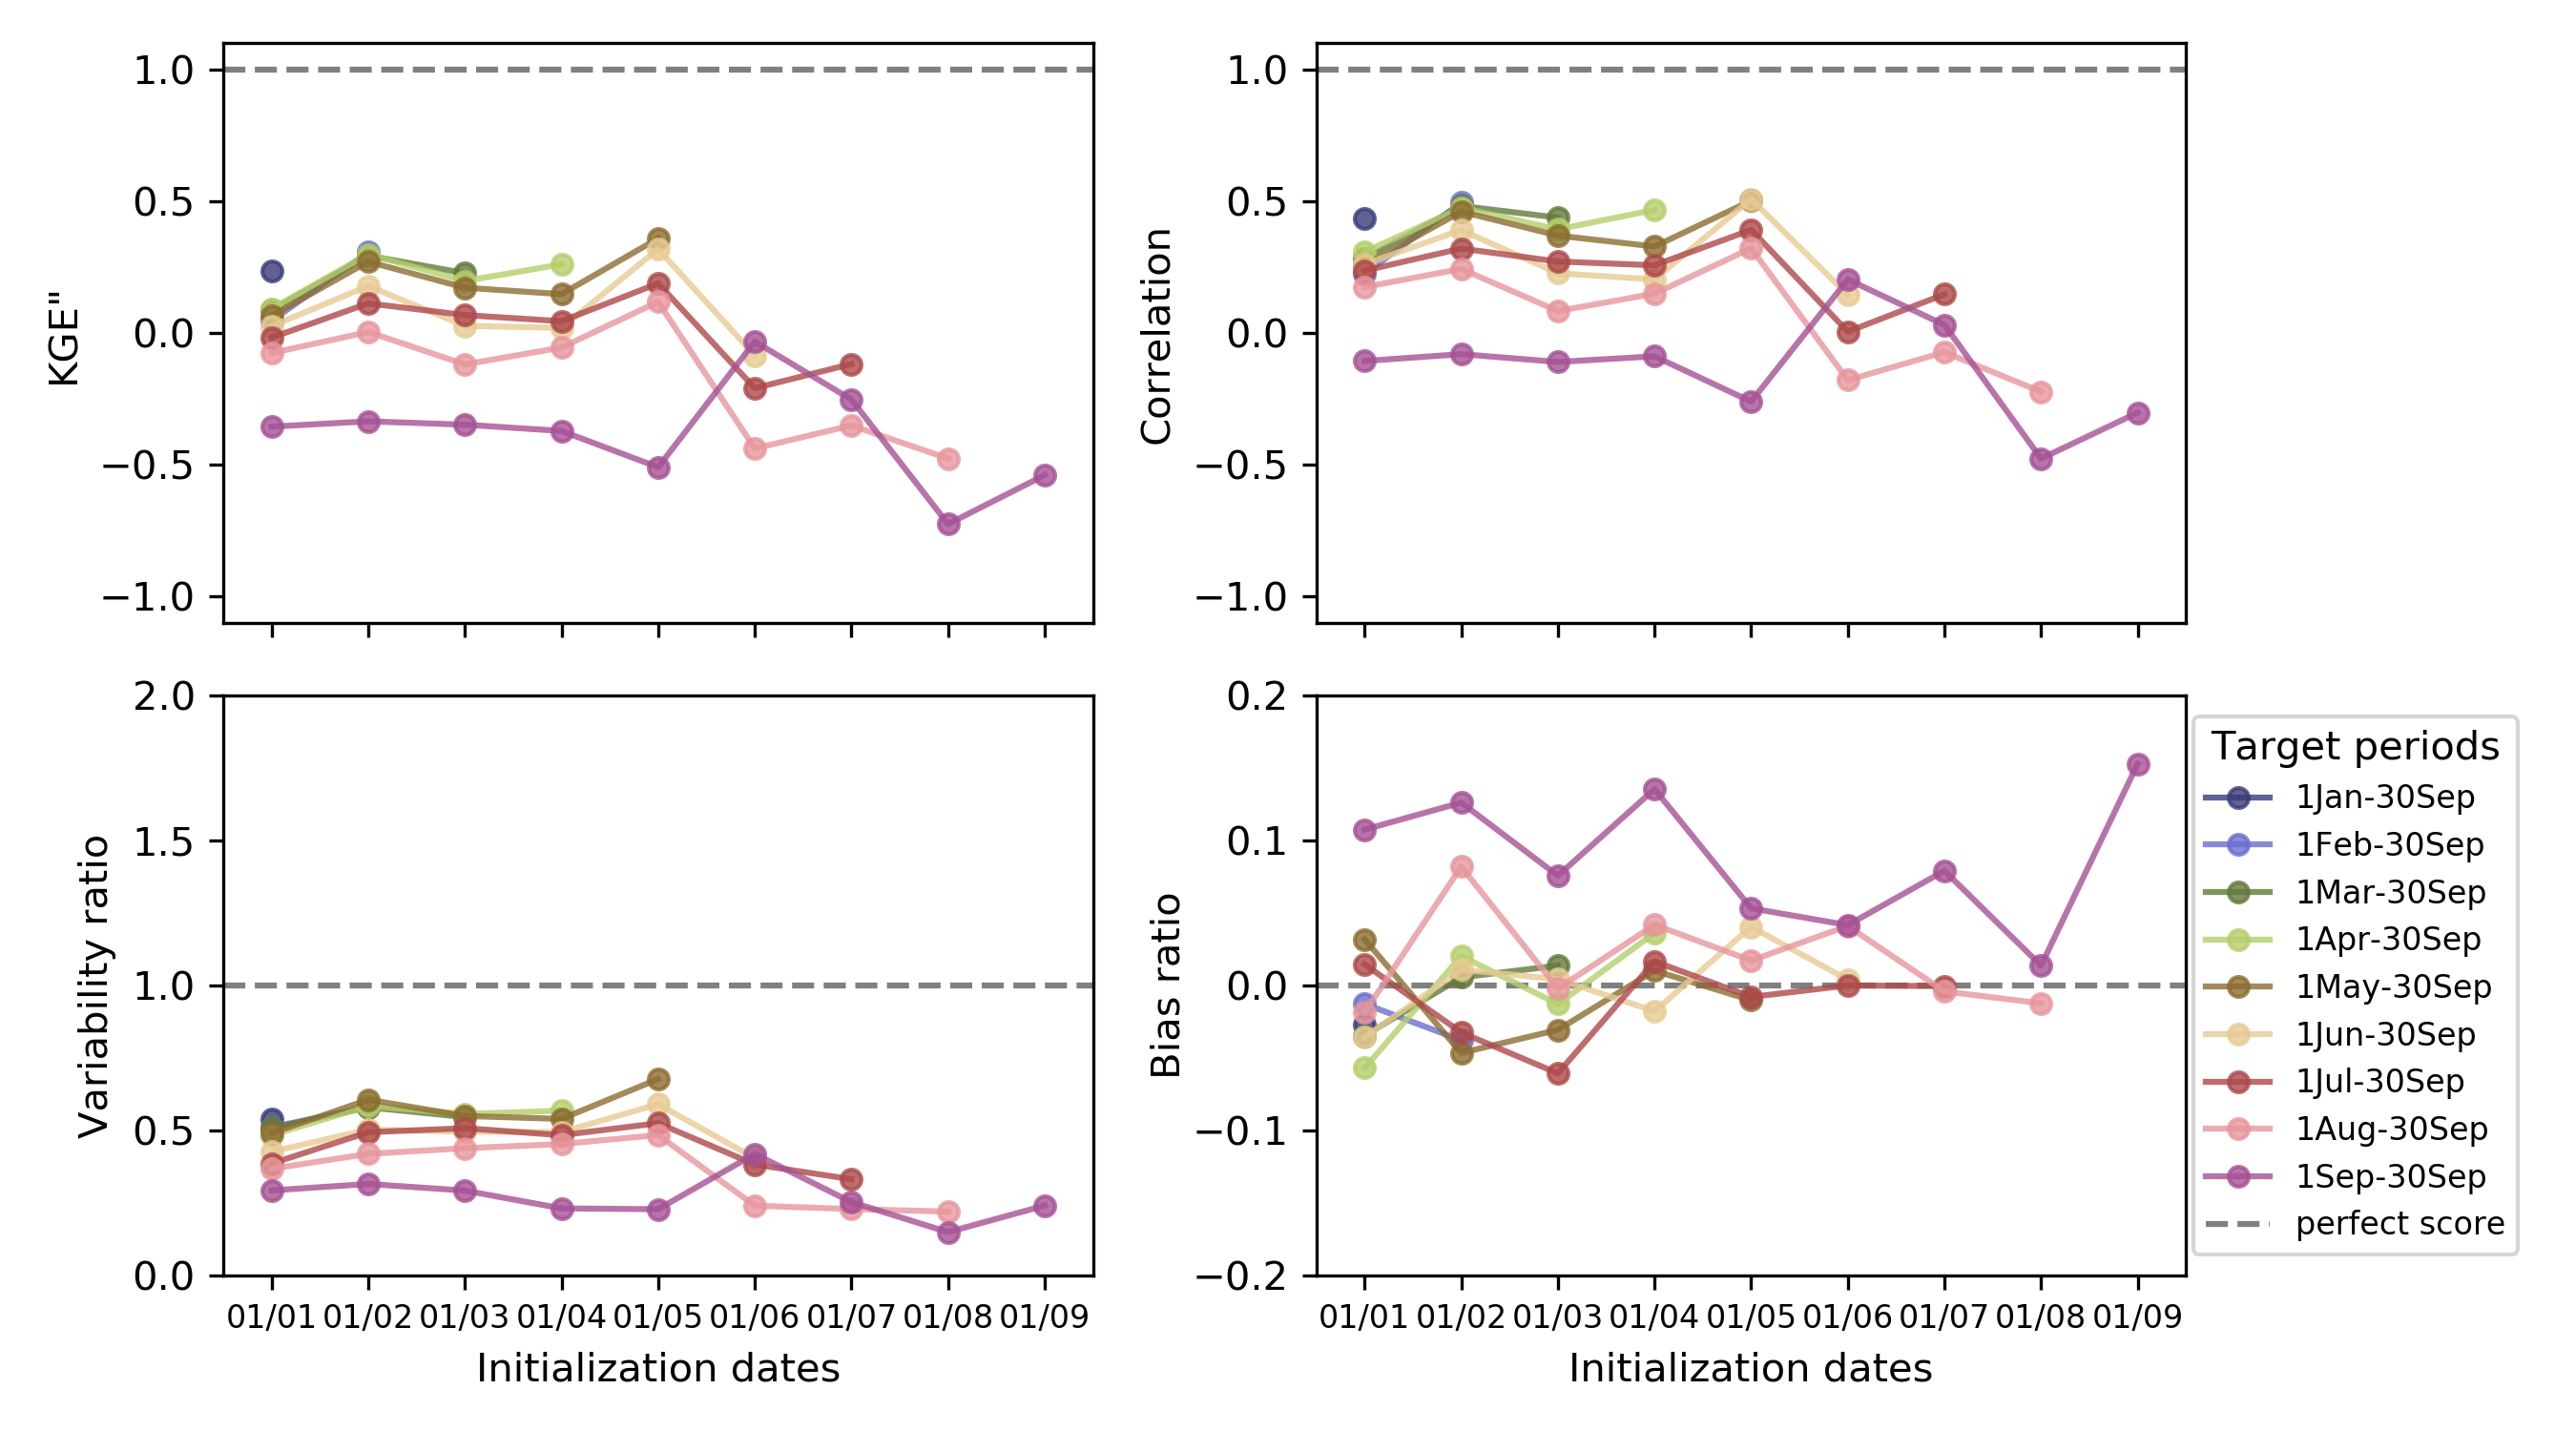 1.0
0.5
0.0
−0.5
−1.0
KGE"
1.0
0.5
0.0
−0.5
−1.0
Correlation
2.0
1.5
1.0
0.5
0.0
Variability ratio
01/01 01/02 01/03 01/04 01/05 01/06 01/07 01/08 01/09
Initialization dates
0.2
0.1
0.0
−0.1
−0.2
Bias ratio
01/01 01/02 01/03 01/04 01/05 01/06 01/07 01/08 01/09
Initialization dates
Target periods
1Jan-30Sep
1Feb-30Sep
1Mar-30Sep
1Apr-30Sep
1May-30Sep
1Jun-30Sep
1Jul-30Sep
1Aug-30Sep
1Sep-30Sep
perfect score